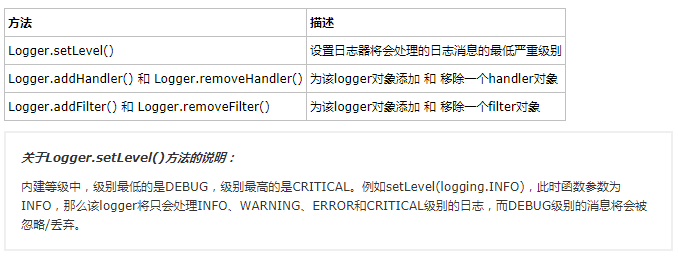 方法 描述
Logger.setLevel() 设置日志器将会处理的日志消息的最低严重级别
Logger.addHandler() 和 Logger.removeHandler() 为该logger对象添加 和 移除一个handler对象
Logger.addFilter() 和 Logger.removeFilter() 为该logger对象添加 和 移除一个filter对象
关于Logger.setLevel()方法的说明：
内建等级中，级别最低的是DEBUG，级别最高的是CRITICAL。例如setLevel(logging.INFO)，此时函数参数为
INFO，那么该logger将只会处理INFO、WARNING、ERROR和CRITICAL级别的日志，而DEBUG级别的消息将会被
忽略/丢弃。